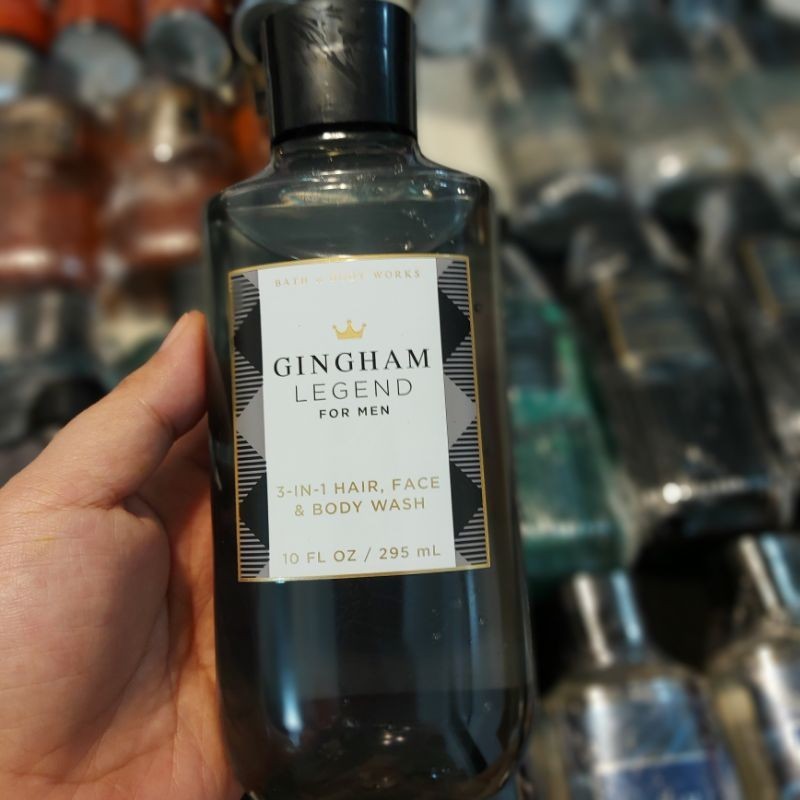 BATH & BODY WORKS
GINGHAM
LEGEND
FOR MEN
3-IN-1 HAIR, FACE
& BODY WASH
10 FL OZ / 295 mL